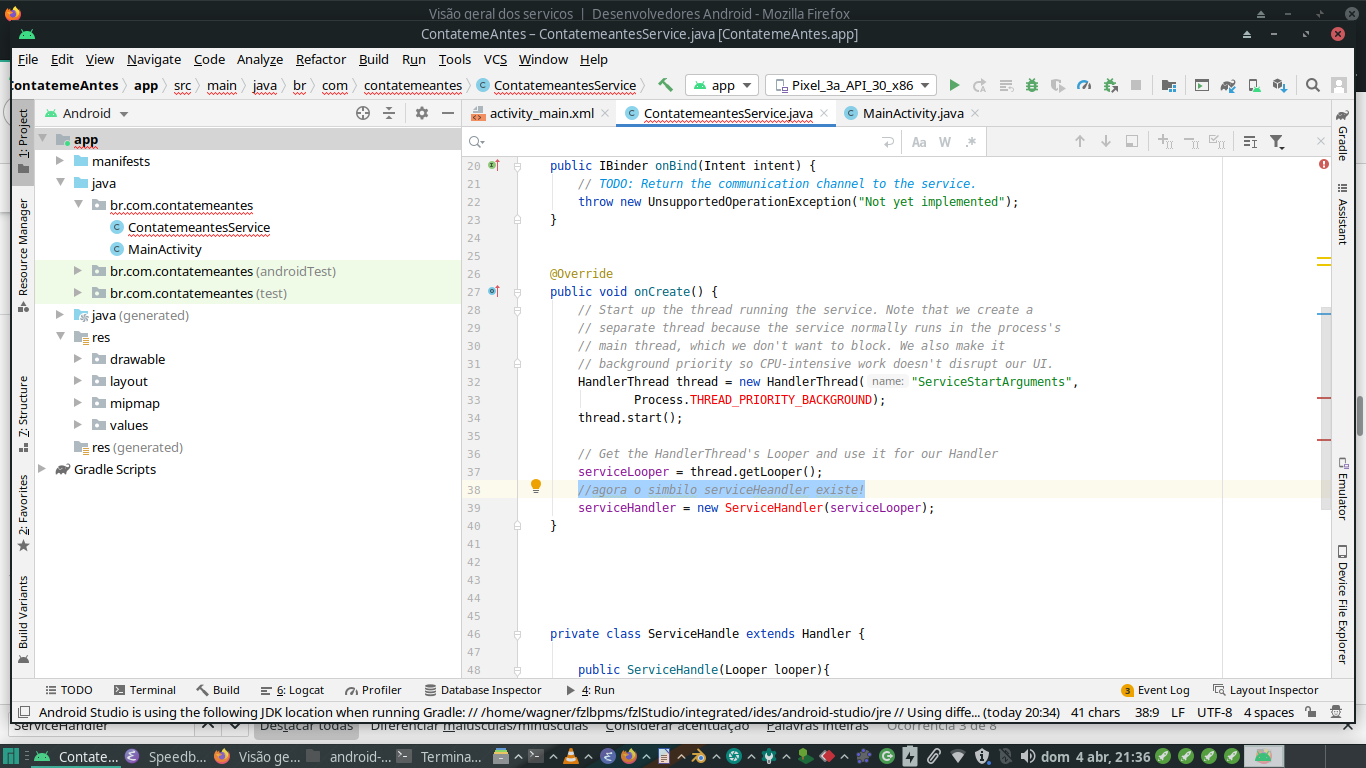 Visão geral dos servicos | Desenvolvedores Android - Mozilla Firefox
ContatemeAntes – ContatemeantesService.java [ContatemeAntes.app]
File Edit View Navigate Code Analyze Refactor Build Run Tools VCS Window Help
ContatemeAntes app src main java br com contatemeantes ContatemeantesService app Pixel_3a_API_30_x86
Android
activity_main.xml ContatemeantesService.java MainActivity.java
1: Project
Resource Manager
7: Structure
2: Favorites
Build Variants
app
manifests
java
br.com.contatemeantes
ContatemeantesService
MainActivity
br.com.contatemeantes (androidTest)
br.com.contatemeantes (test)
java (generated)
res
drawable
layout
mipmap
values
res (generated)
Gradle Scripts
Aa W .*
20 public IBinder onBind(Intent intent) {
21 // TODO: Return the communication channel to the service.
22 throw new UnsupportedOperationException("Not yet implemented");
23 }
24
25
26 @Override
27 public void onCreate() {
28 // Start up the thread running the service. Note that we create a
29 // separate thread because the service normally runs in the process's
30 // main thread, which we don't want to block. We also make it
31 // background priority so CPU-intensive work doesn't disrupt our UI.
32 HandlerThread thread = new HandlerThread( name: "ServiceStartArguments",
33 Process.THREAD_PRIORITY_BACKGROUND);
34 thread.start();
35
36 // Get the HandlerThread's Looper and use it for our Handler
37 serviceLooper = thread.getLooper();
38 //agora o simbilo serviceHeandler existe!
39 serviceHandler = new ServiceHandler(serviceLooper);
40 }
41
42
43
44
45
46 private class ServiceHandle extends Handler {
47
48 public ServiceHandle(Looper looper){
Gradle
Assistant
Emulator
Device File Explorer
TODO Terminal Build 6: Logcat Profiler Database Inspector 4: Run 3 Event Log Layout Inspector
Android Studio is using the following JDK location when running Gradle: // /home/wagner/fzlbpms/fzlStudio/integrated/ides/android-studio/jre // Using diffe... (today 20:34) 41 chars 38:9 LF UTF-8 4 spaces
ServiceHandler Destacar todas Diferenciar maiúsculas/minúsculas Considerar acentuação Palavras inteiras Ocorrência 3 de 8
Contate... Speedb... Visão ge... android-... Termina... dom 4 abr, 21:36